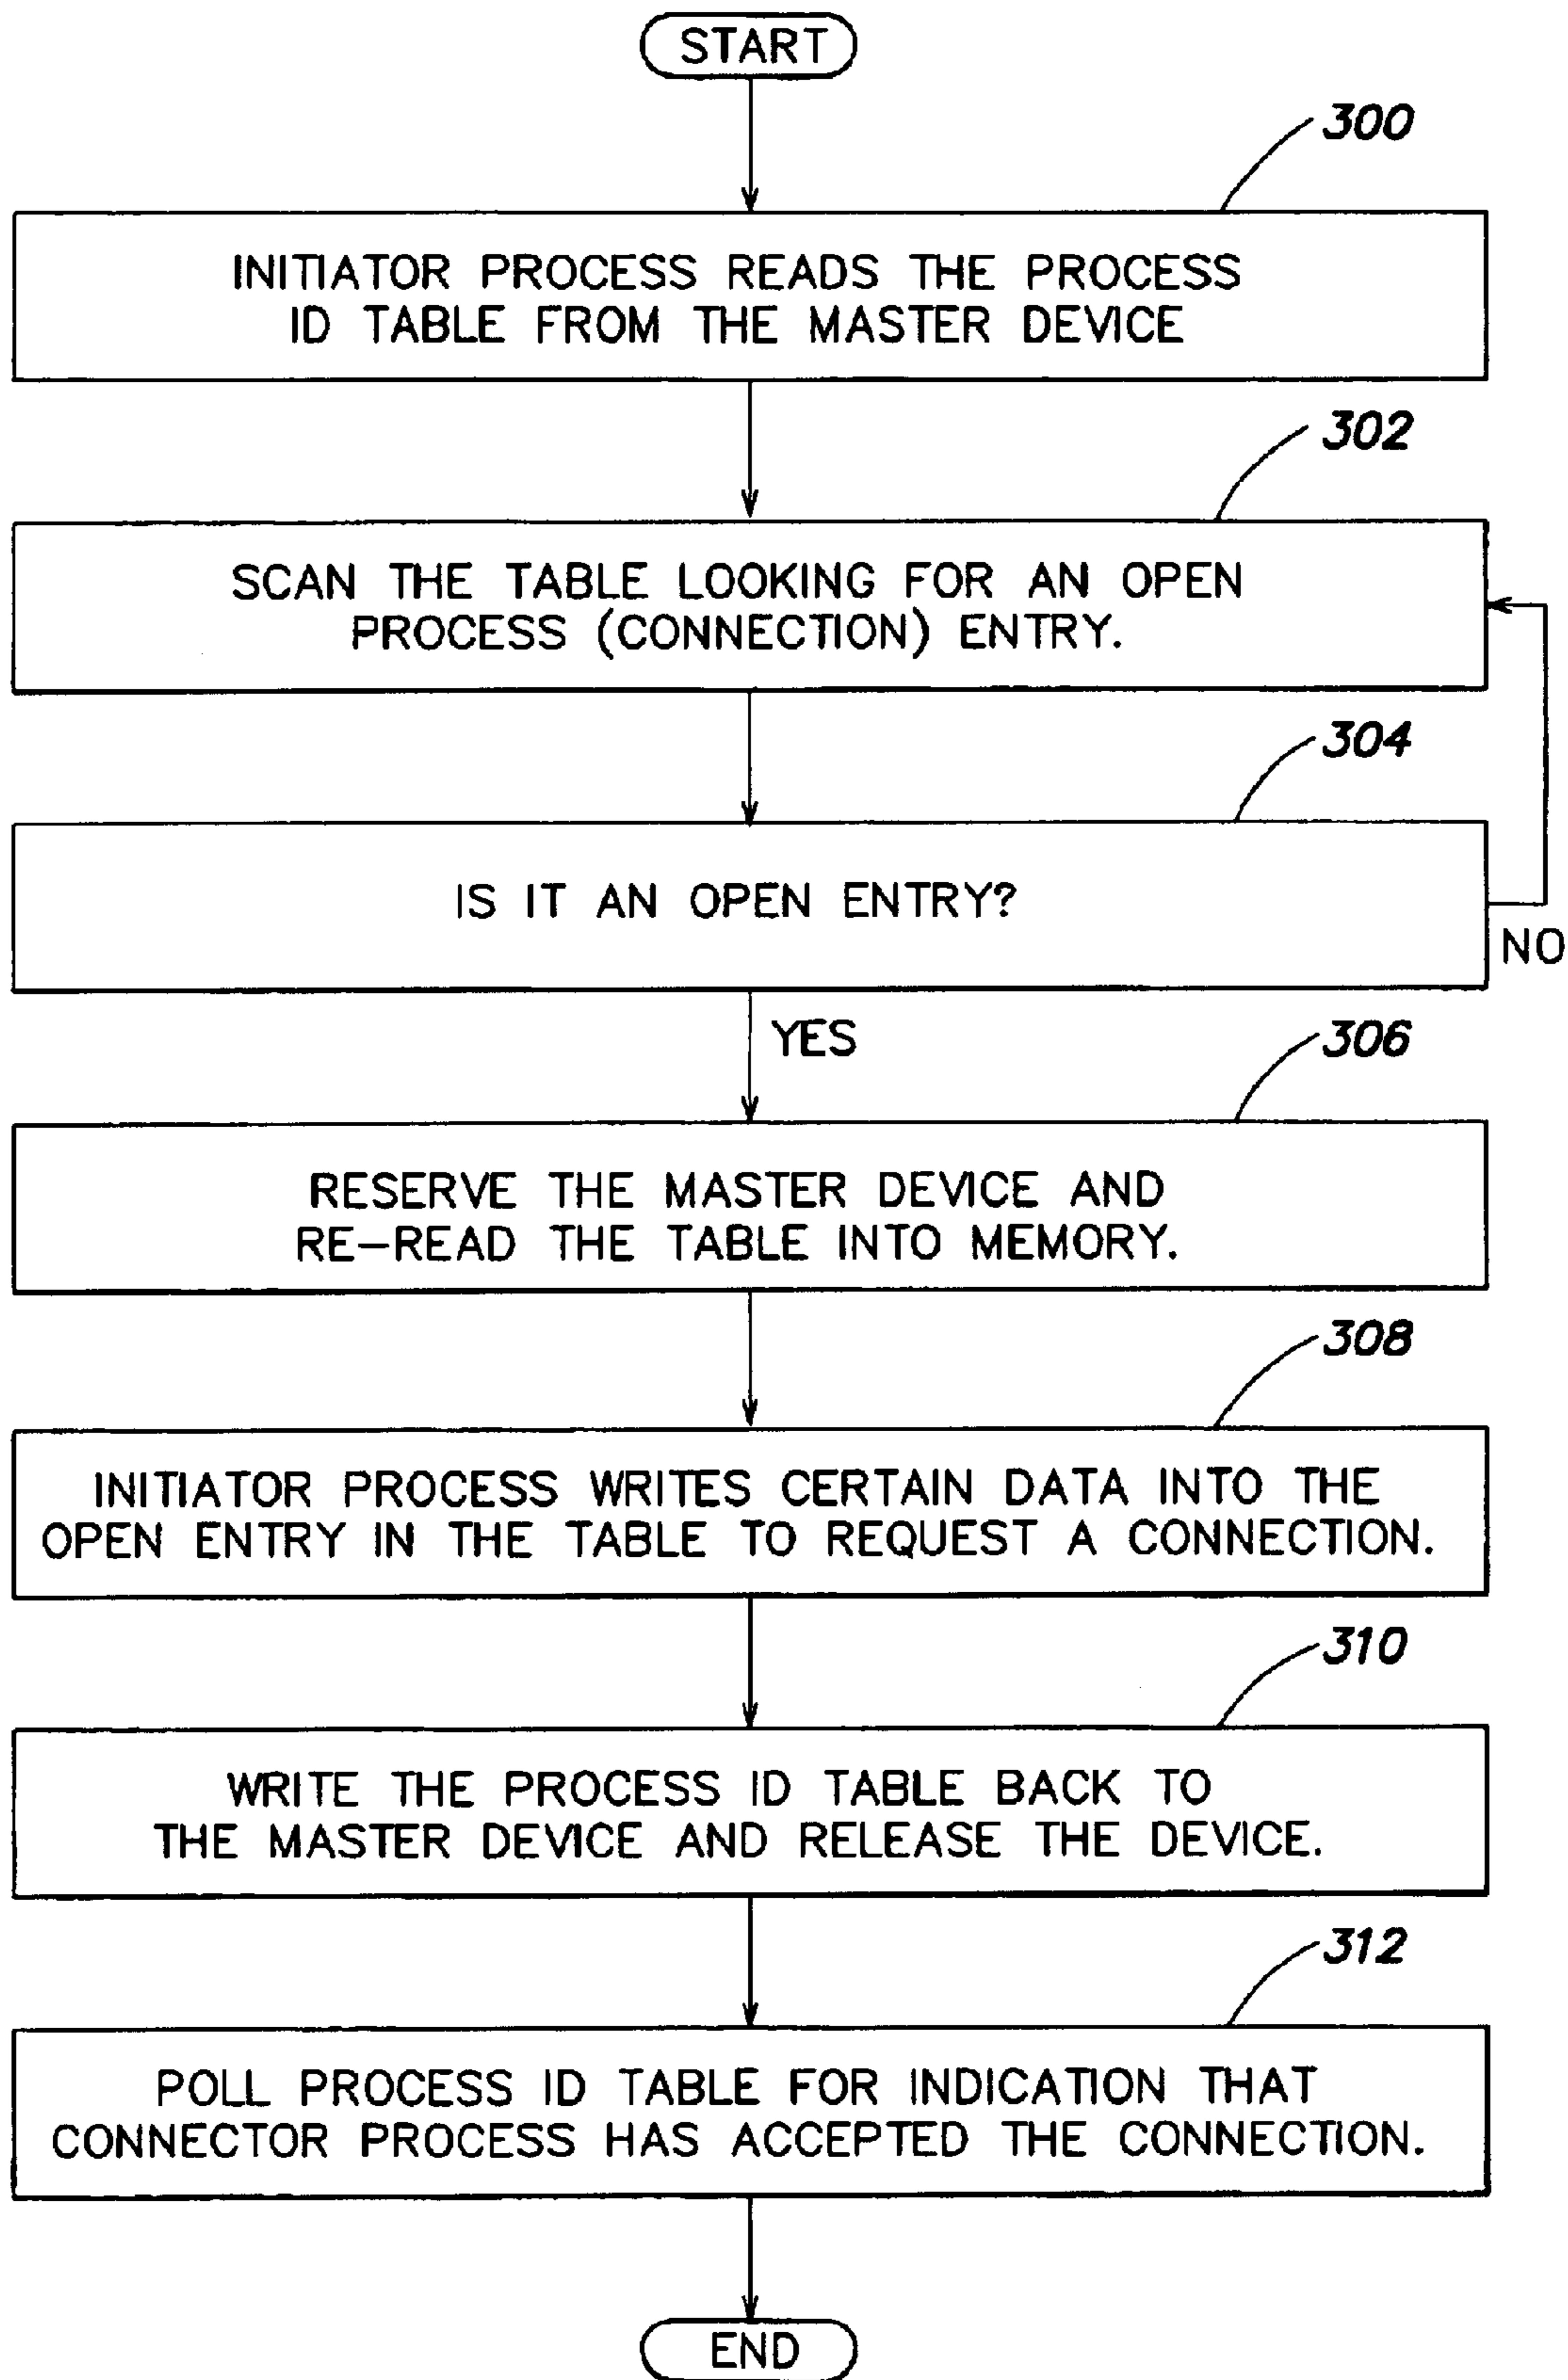 START
300
INITIATOR PROCESS READS THE PROCESS
ID TABLE FROM THE MASTER DEVICE
302
SCAN THE TABLE LOOKING FOR AN OPEN
PROCESS (CONNECTION) ENTRY.
304
IS IT AN OPEN ENTRY?
NO
YES
306
RESERVE THE MASTER DEVICE AND
RE-READ THE TABLE INTO MEMORY.
308
INITIATOR PROCESS WRITES CERTAIN DATA INTO THE
OPEN ENTRY IN THE TABLE TO REQUEST A CONNECTION.
310
WRITE THE PROCESS ID TABLE BACK TO
THE MASTER DEVICE AND RELEASE THE DEVICE.
312
POLL PROCESS ID TABLE FOR INDICATION THAT
CONNECTOR PROCESS HAS ACCEPTED THE CONNECTION.
END